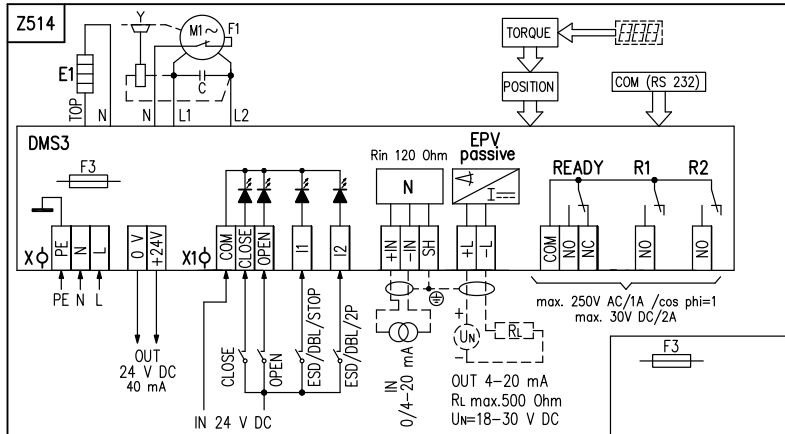 Z514
Y
M1~
F1
E1
C
TOP
N
N
L1
L2
TORQUE
POSITION
COM (RS 232)
DMS3
F3
Rin 120 Ohm
N
EPV
passive
I
READY
R1
R2
X
PE
N
L
0 V
+24V
X1
COM
CLOSE
OPEN
I1
I2
+IN
-IN
SH
+L
-L
COM
NO
NC
NO
NO
PE N L
OUT
24 V DC
40 mA
CLOSE
OPEN
ESD/DBL/STOP
ESD/DBL/2P
IN 24 V DC
IN
0/4-20 mA
+
UN
-
RL
OUT 4-20 mA
RL max.500 Ohm
UN=18-30 V DC
max. 250V AC/1A /cos phi=1
max. 30V DC/2A
F3